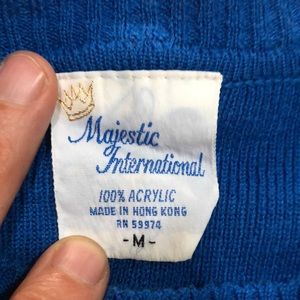 Majestic
International
100% ACRYLIC
MADE IN HONG KONG
RN 59974
-M-